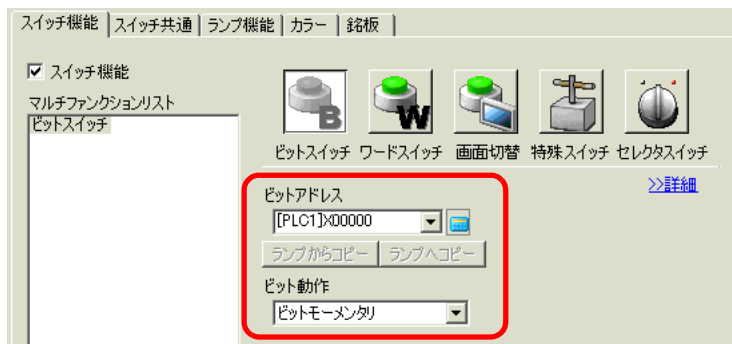 スイッチ機能 スイッチ共通 ランプ機能 カラー 銘板
スイッチ機能
マルチファンクションリスト
ビットスイッチ
B W
ビットスイッチ ワードスイッチ 画面切替 特殊スイッチ セレクタスイッチ
>>詳細
ビットアドレス
[PLC1]X00000
ランプからコピー ランプへコピー
ビット動作
ビットモーメンタリ